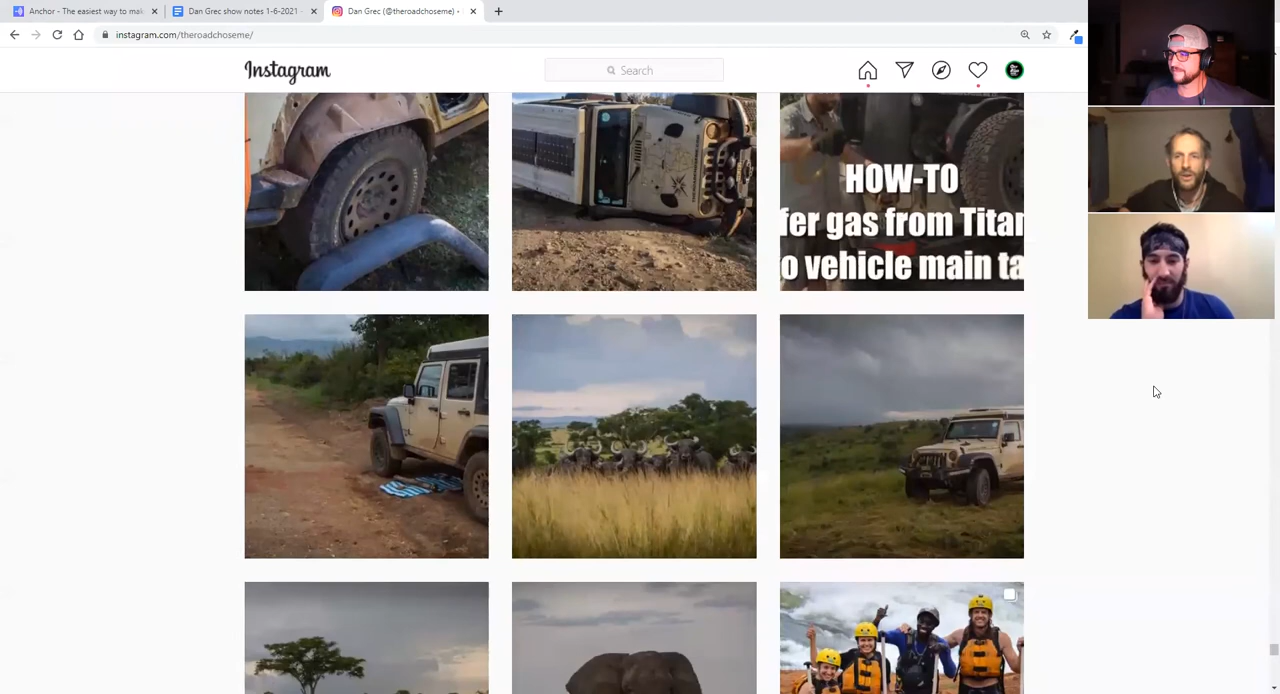 Anchor - The easiest way to mak
Dan Grec show notes 1-6-2021 -
Dan Grec (@theroadchoseme) •
instagram.com/theroadchoseme/
Instagram
Search
HOW-TO
fer gas from Titan
o vehicle main ta